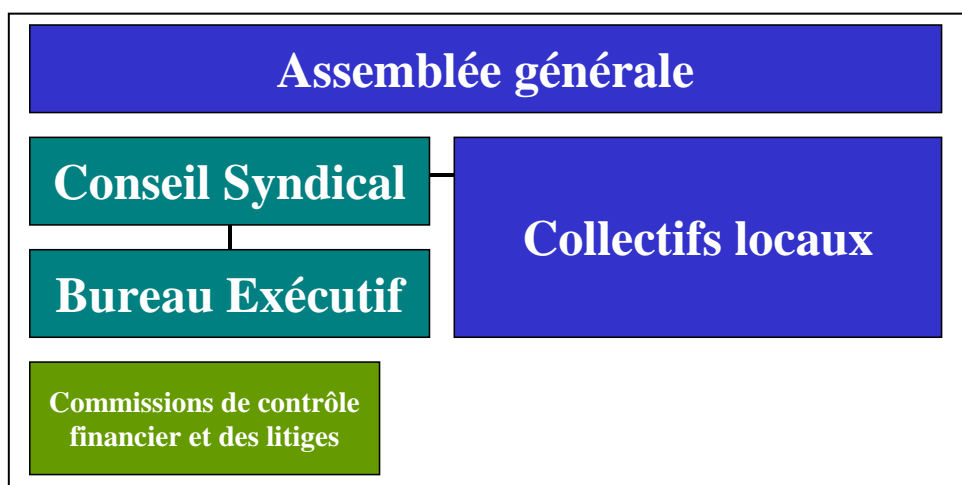 Assemblée générale
Conseil Syndical
Collectifs locaux
Bureau Exécutif
Commissions de contrôle
financier et des litiges